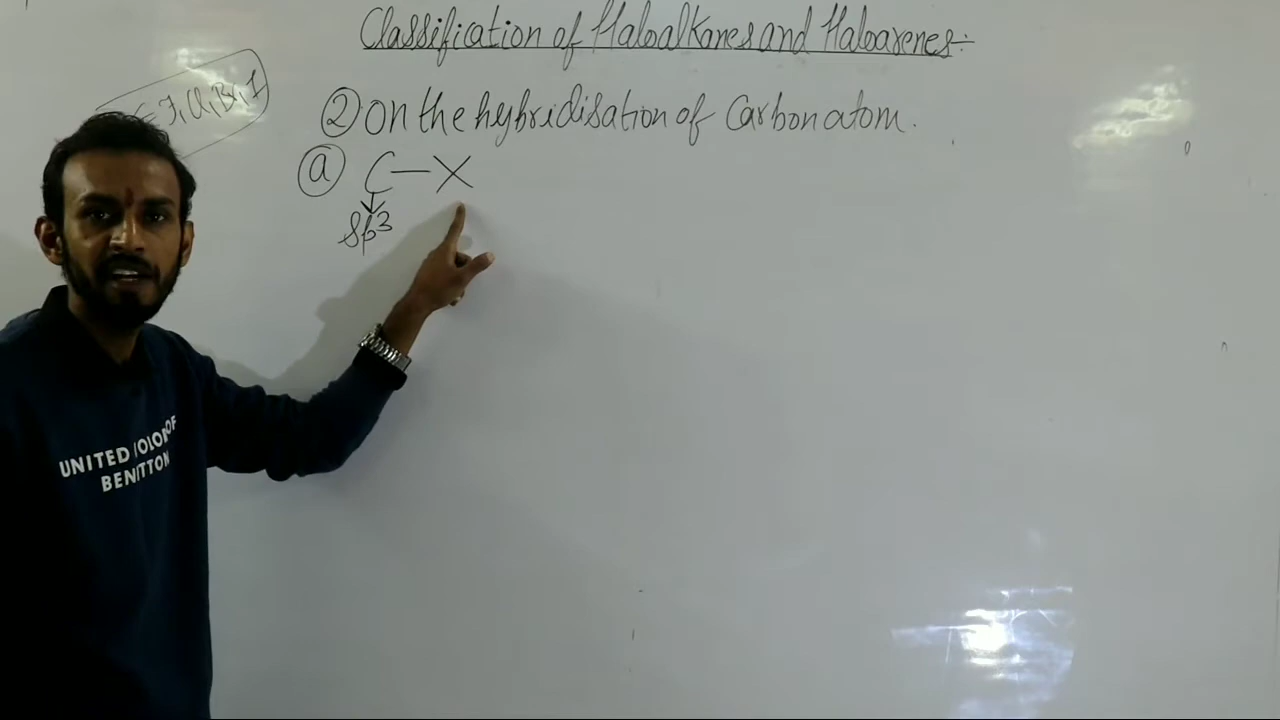 Classification of Haloalkanes and Haloarenes:-
F, Cl, Br, I
② On the hybridisation of Carbon atom.
ⓐ C — X
sp3
UNITED COLORS OF
BENETTON